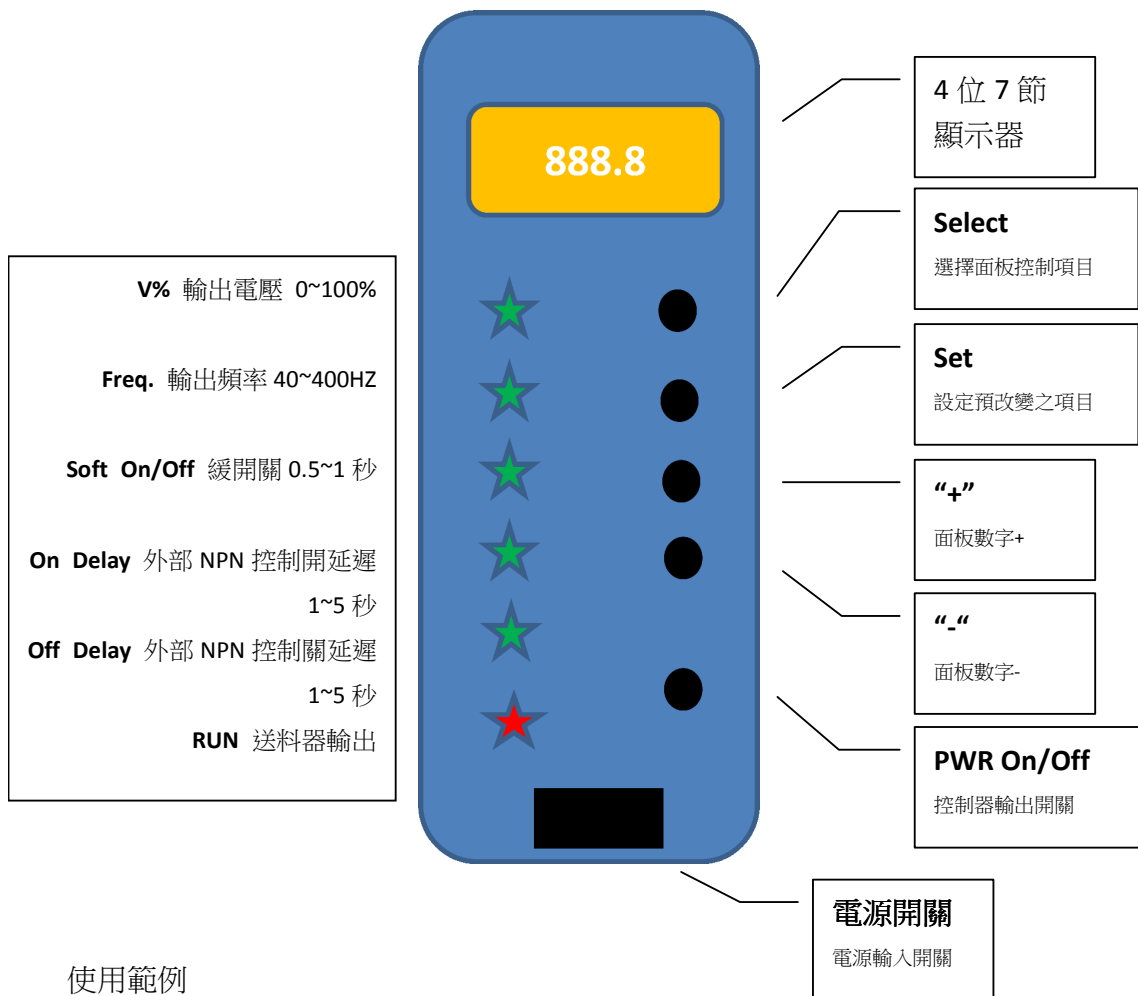 888.8
V% 輸出電壓 0~100%
Freq. 輸出頻率 40~400HZ
Soft On/Off 緩開關 0.5~1 秒
On Delay 外部 NPN 控制開延遲
1~5 秒
Off Delay 外部 NPN 控制關延遲
1~5 秒
RUN 送料器輸出
4 位 7 節
顯示器
Select
選擇面板控制項目
Set
設定預改變之項目
“+”
面板數字+
“-“
面板數字-
PWR On/Off
控制器輸出開關
電源開關
電源輸入開關
使用範例